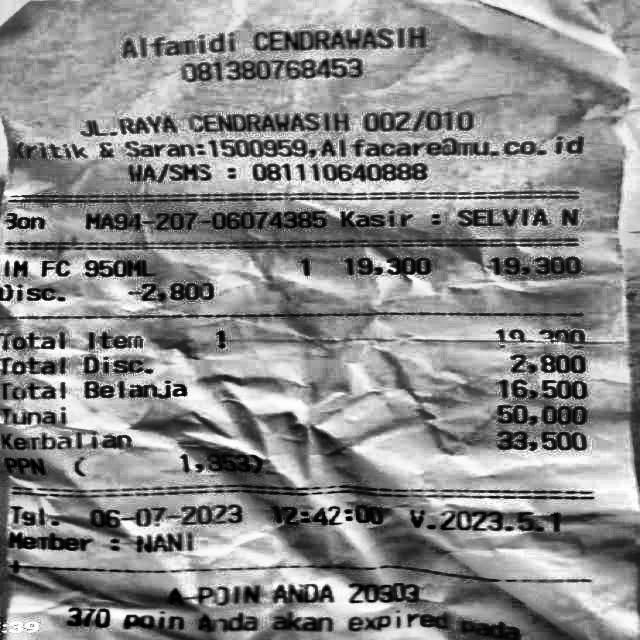 Alfamidi CENDRAWASIH
081380768453
JL.RAYA CENDRAWASIH 002/010
Kritik & Saran:1500959,Alfacare@mu.co.id
WA/SMS : 081110640888
Bon MA94-207-06074385 Kasir : SELVIA N
IM FC 950ML 1 19,300 19,300
Disc. -2,800
Total Item 1 19,300
Total Disc. 2,800
Total Belanja 16,500
Tunai 50,000
Kembalian 33,500
PPN ( 1,353)
Tgl. 06-07-2023 12:42:00 V.2023.5.1
Member : NANI
A-POIN ANDA 20303
370 poin Anda akan expired pada